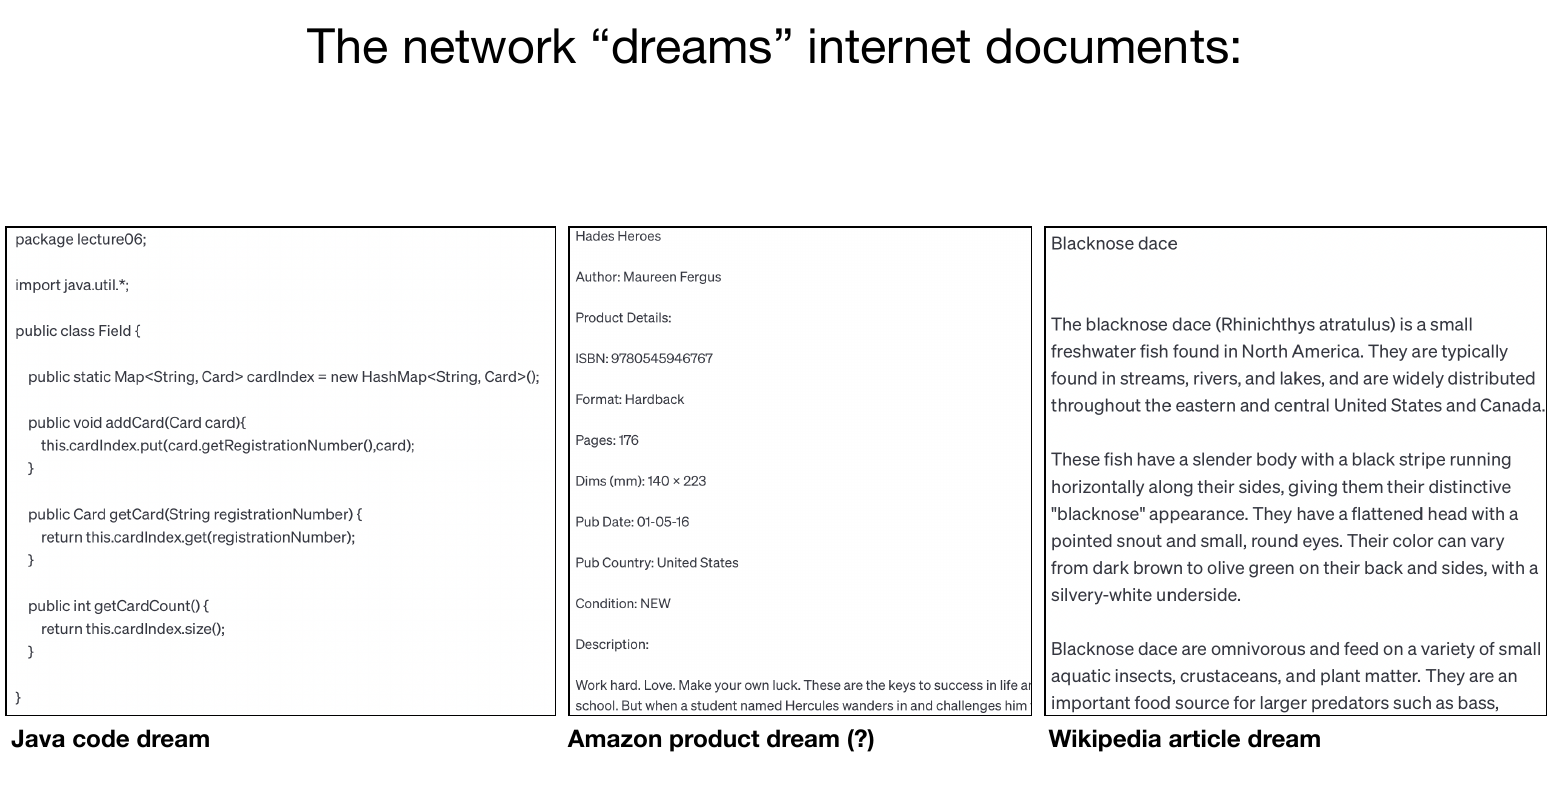 The network “dreams” internet documents:
package lecture06;
import java.util.*;
public class Field {
public static Map<String, Card> cardIndex = new HashMap<String, Card>();
public void addCard(Card card){
this.cardIndex.put(card.getRegistrationNumber(),card);
}
public Card getCard(String registrationNumber) {
return this.cardIndex.get(registrationNumber);
}
public int getCardCount() {
return this.cardIndex.size();
}
}
Java code dream
Hades Heroes
Author: Maureen Fergus
Product Details:
ISBN: 9780545946767
Format: Hardback
Pages: 176
Dims (mm): 140 × 223
Pub Date: 01-05-16
Pub Country: United States
Condition: NEW
Description:
Work hard. Love. Make your own luck. These are the keys to success in life
school. But when a student named Hercules wanders in and challenges him
Amazon product dream (?)
Blacknose dace
The blacknose dace (Rhinichthys atratulus) is a small
freshwater fish found in North America. They are typically
found in streams, rivers, and lakes, and are widely distributed
throughout the eastern and central United States and Canada.
These fish have a slender body with a black stripe running
horizontally along their sides, giving them their distinctive
"blacknose" appearance. They have a flattened head with a
pointed snout and small, round eyes. Their color can vary
from dark brown to olive green on their back and sides, with a
silvery-white underside.
Blacknose dace are omnivorous and feed on a variety of small
aquatic insects, crustaceans, and plant matter. They are an
important food source for larger predators such as bass,
Wikipedia article dream